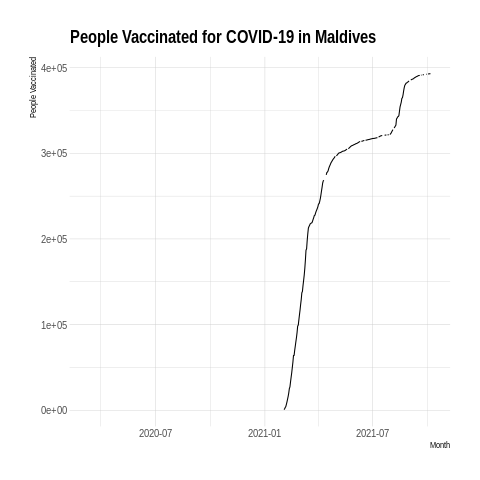 People Vaccinated for COVID-19 in Maldives
People Vaccinated
4e+05
3e+05
2e+05
1e+05
0e+00
2020-07
2021-01
2021-07
Month